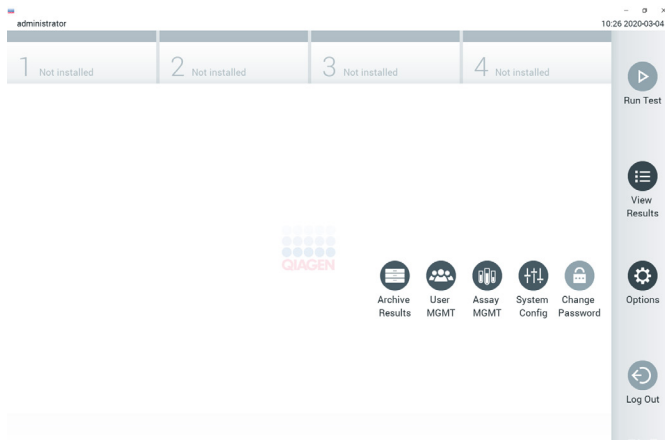 administrator
10:26 2020-03-04
1 Not installed
2 Not installed
3 Not installed
4 Not installed
Run Test
View
Results
QIAGEN
Archive
Results
User
MGMT
Assay
MGMT
System
Config
Change
Password
Options
Log Out